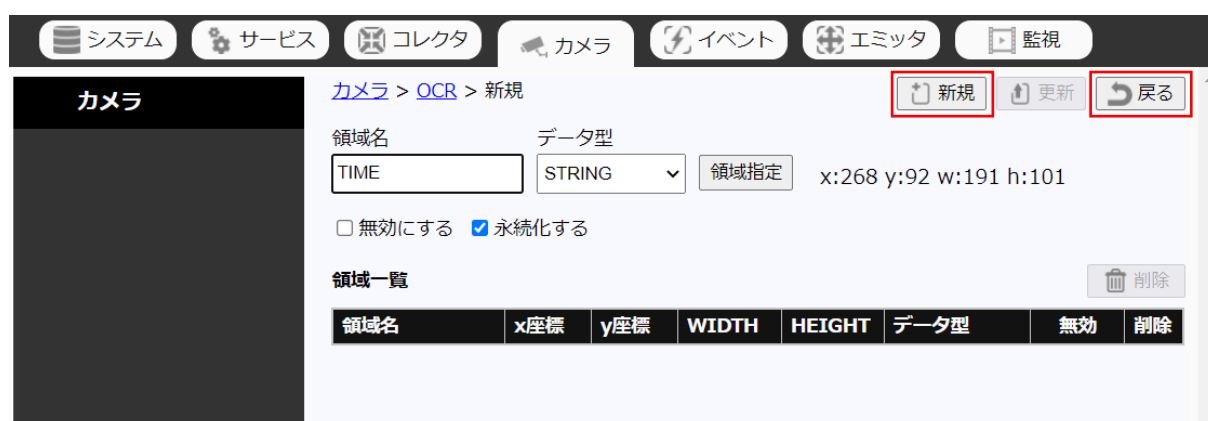 システム サービス コレクタ カメラ イベント エミッタ 監視
カメラ
カメラ > OCR > 新規 新規 更新 戻る
領域名 データ型
TIME STRING 領域指定 x:268 y:92 w:191 h:101
無効にする 永続化する
領域一覧 削除
領域名 x座標 y座標 WIDTH HEIGHT データ型 無効 削除